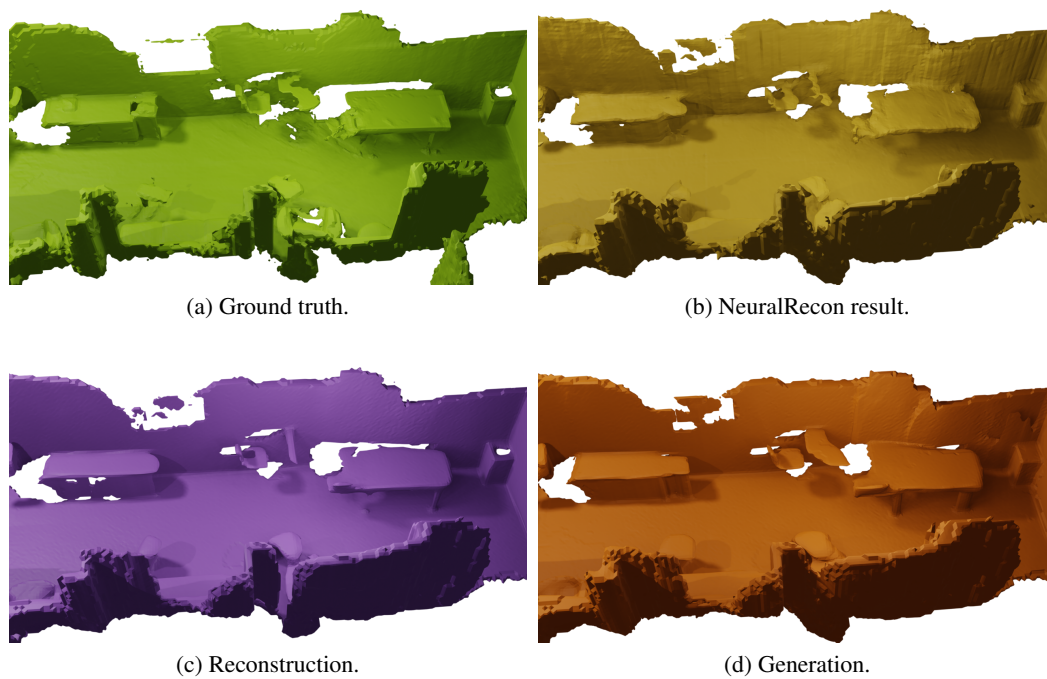 (a) Ground truth.
(b) NeuralRecon result.
(c) Reconstruction.
(d) Generation.